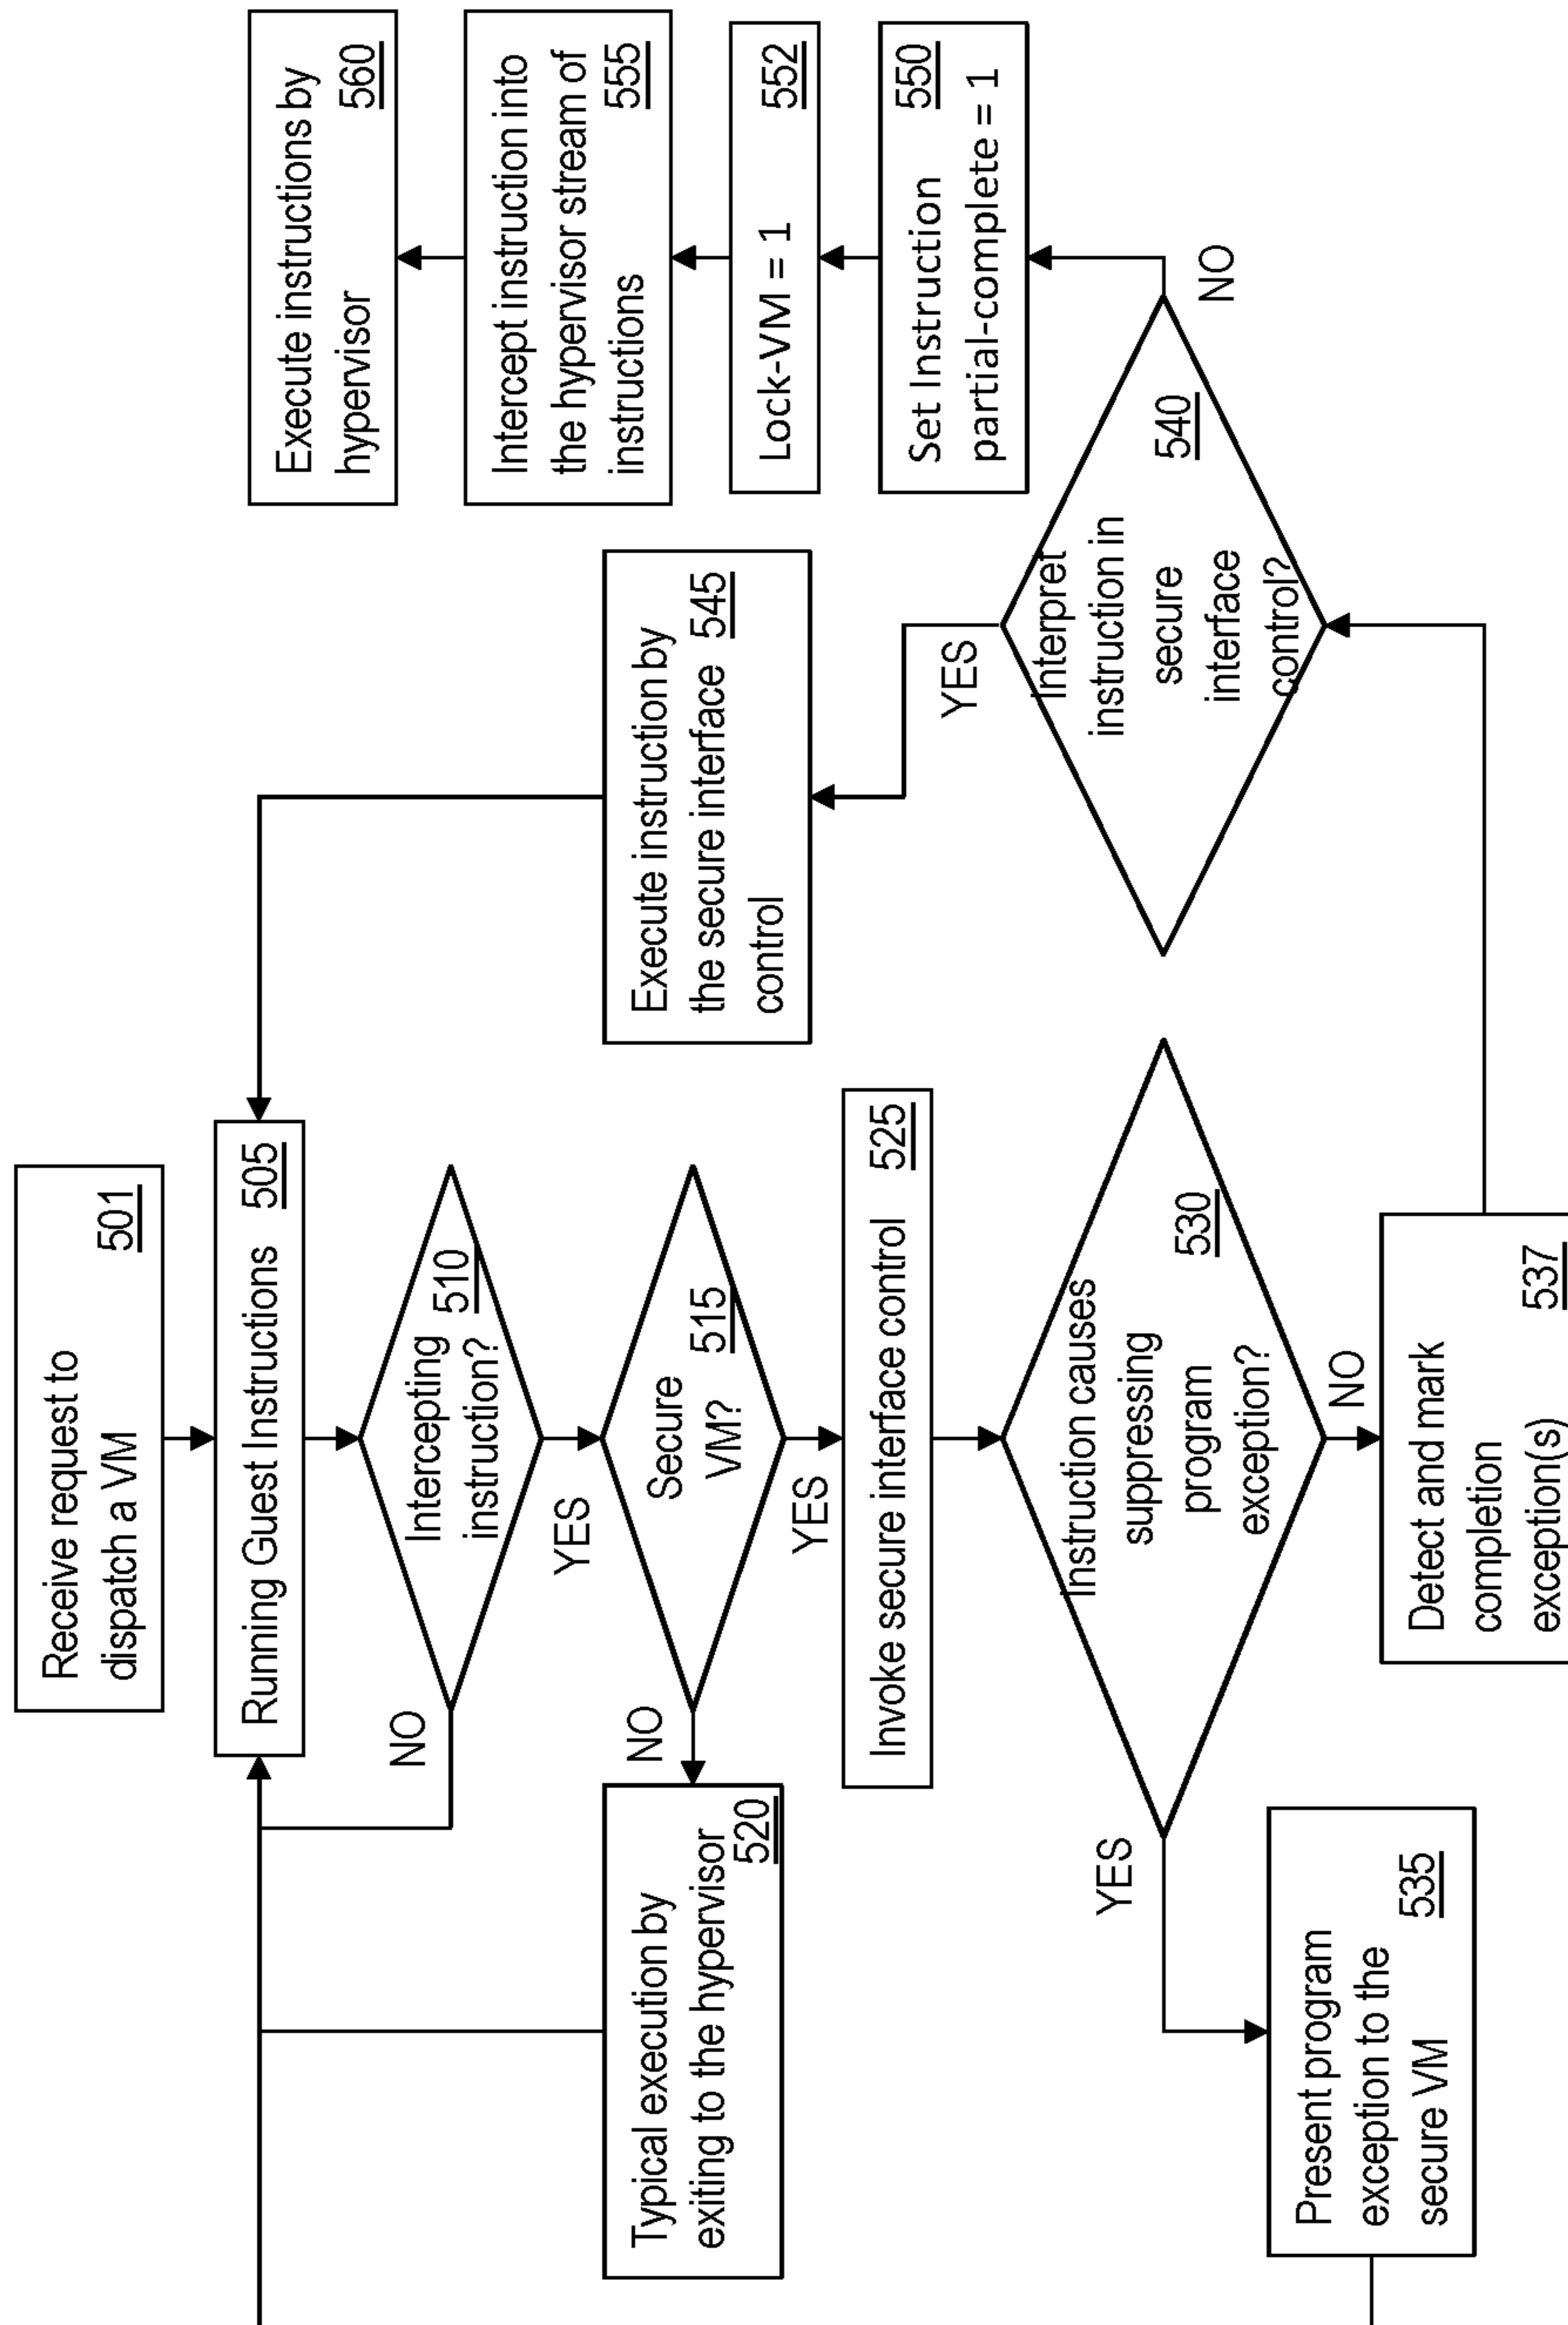 Receive request to
dispatch a VM 501
Running Guest Instructions 505
Intercepting
instruction? 510
NO
YES
Secure
VM? 515
NO
YES
Typical execution by
exiting to the hypervisor
520
Invoke secure interface control 525
Instruction causes
suppressing
program
exception?
530
YES
NO
Present program
exception to the
secure VM 535
Detect and mark
completion
exception(s) 537
Interpret
instruction in
secure
interface
control?
540
YES
NO
Execute instruction by
the secure interface 545
control
Set Instruction 550
partial-complete = 1
Lock-VM = 1 552
Intercept instruction into
the hypervisor stream of
instructions 555
Execute instructions by
hypervisor 560